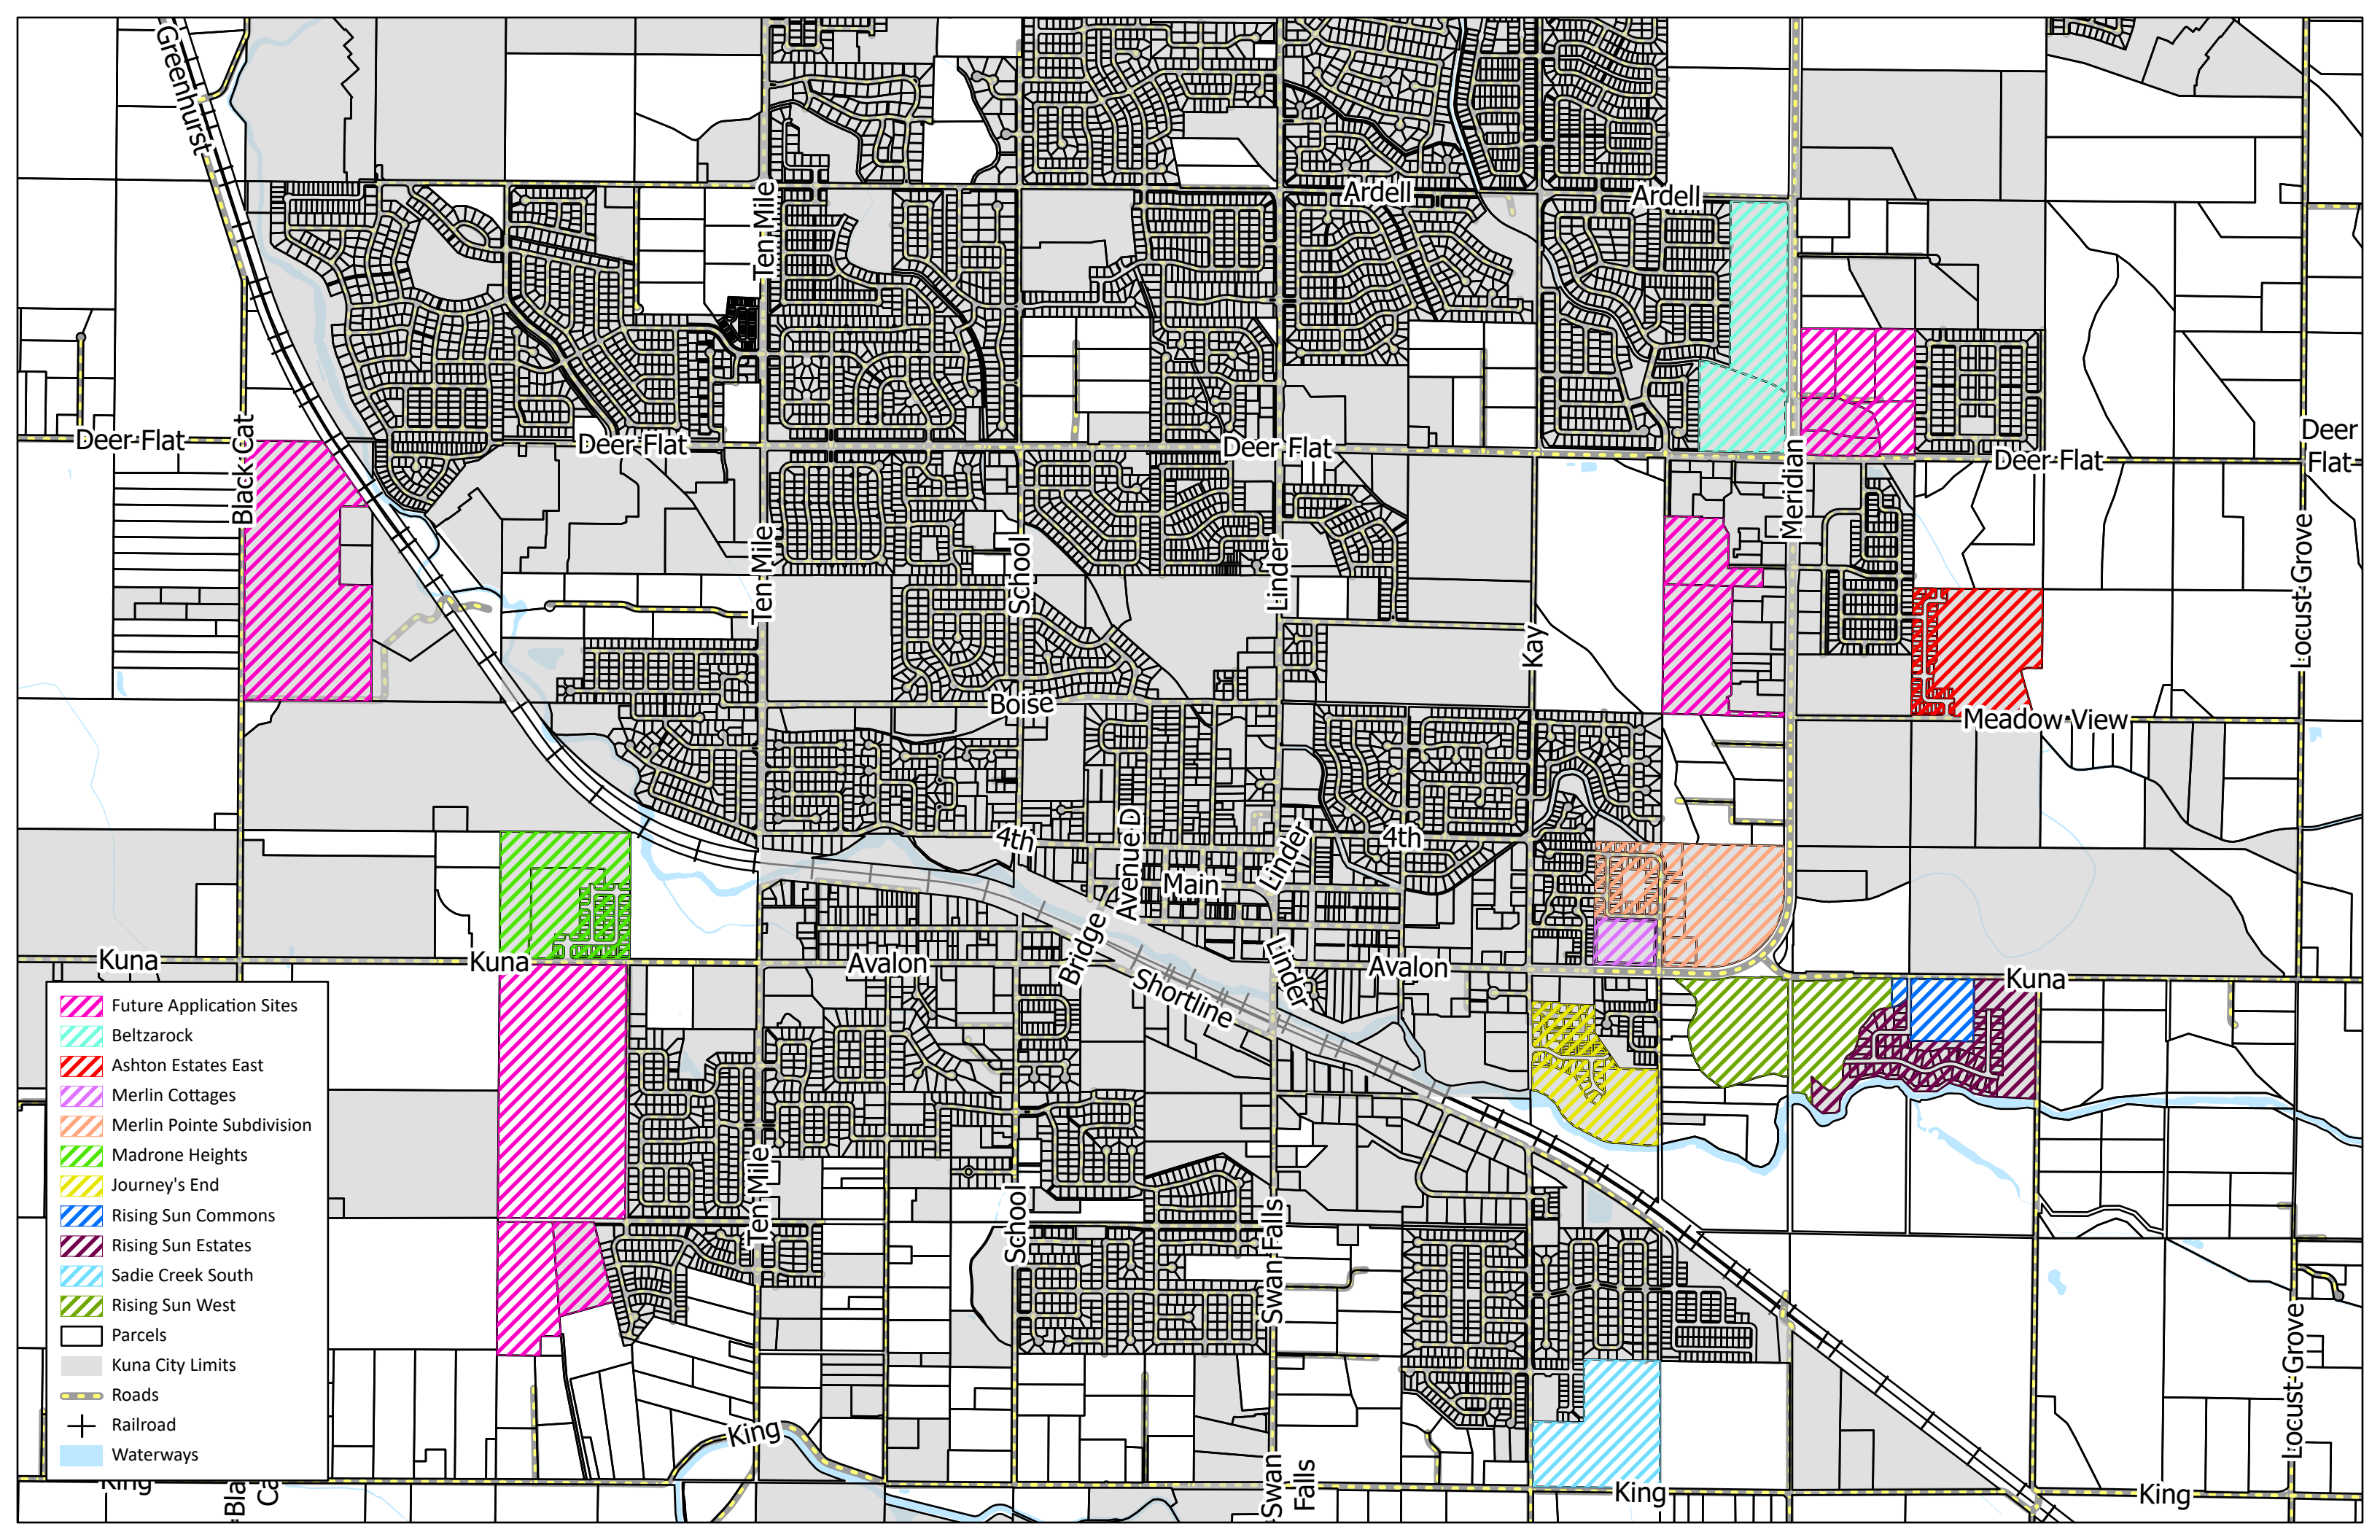 Greenhurst
Ten Mile
Ardell
Ardell
Black Cat
Deer Flat
Deer Flat
Deer Flat
Deer Flat
Deer
Flat
Meridian
Ten Mile
School
Linder
Kay
Locust Grove
Boise
Meadow View
4th
Avenue D
Linder
4th
Main
Bridge
Kuna
Kuna
Avalon
Linder
Avalon
Kuna
Shortline
Future Application Sites
Beltzarock
Ashton Estates East
Merlin Cottages
Merlin Pointe Subdivision
Madrone Heights
Journey's End
Rising Sun Commons
Rising Sun Estates
Sadie Creek South
Rising Sun West
Parcels
Kuna City Limits
Roads
Railroad
Waterways
Ten Mile
School
Swan Falls
Locust Grove
King
King
Bla
Ca
Swan
Falls
King
King